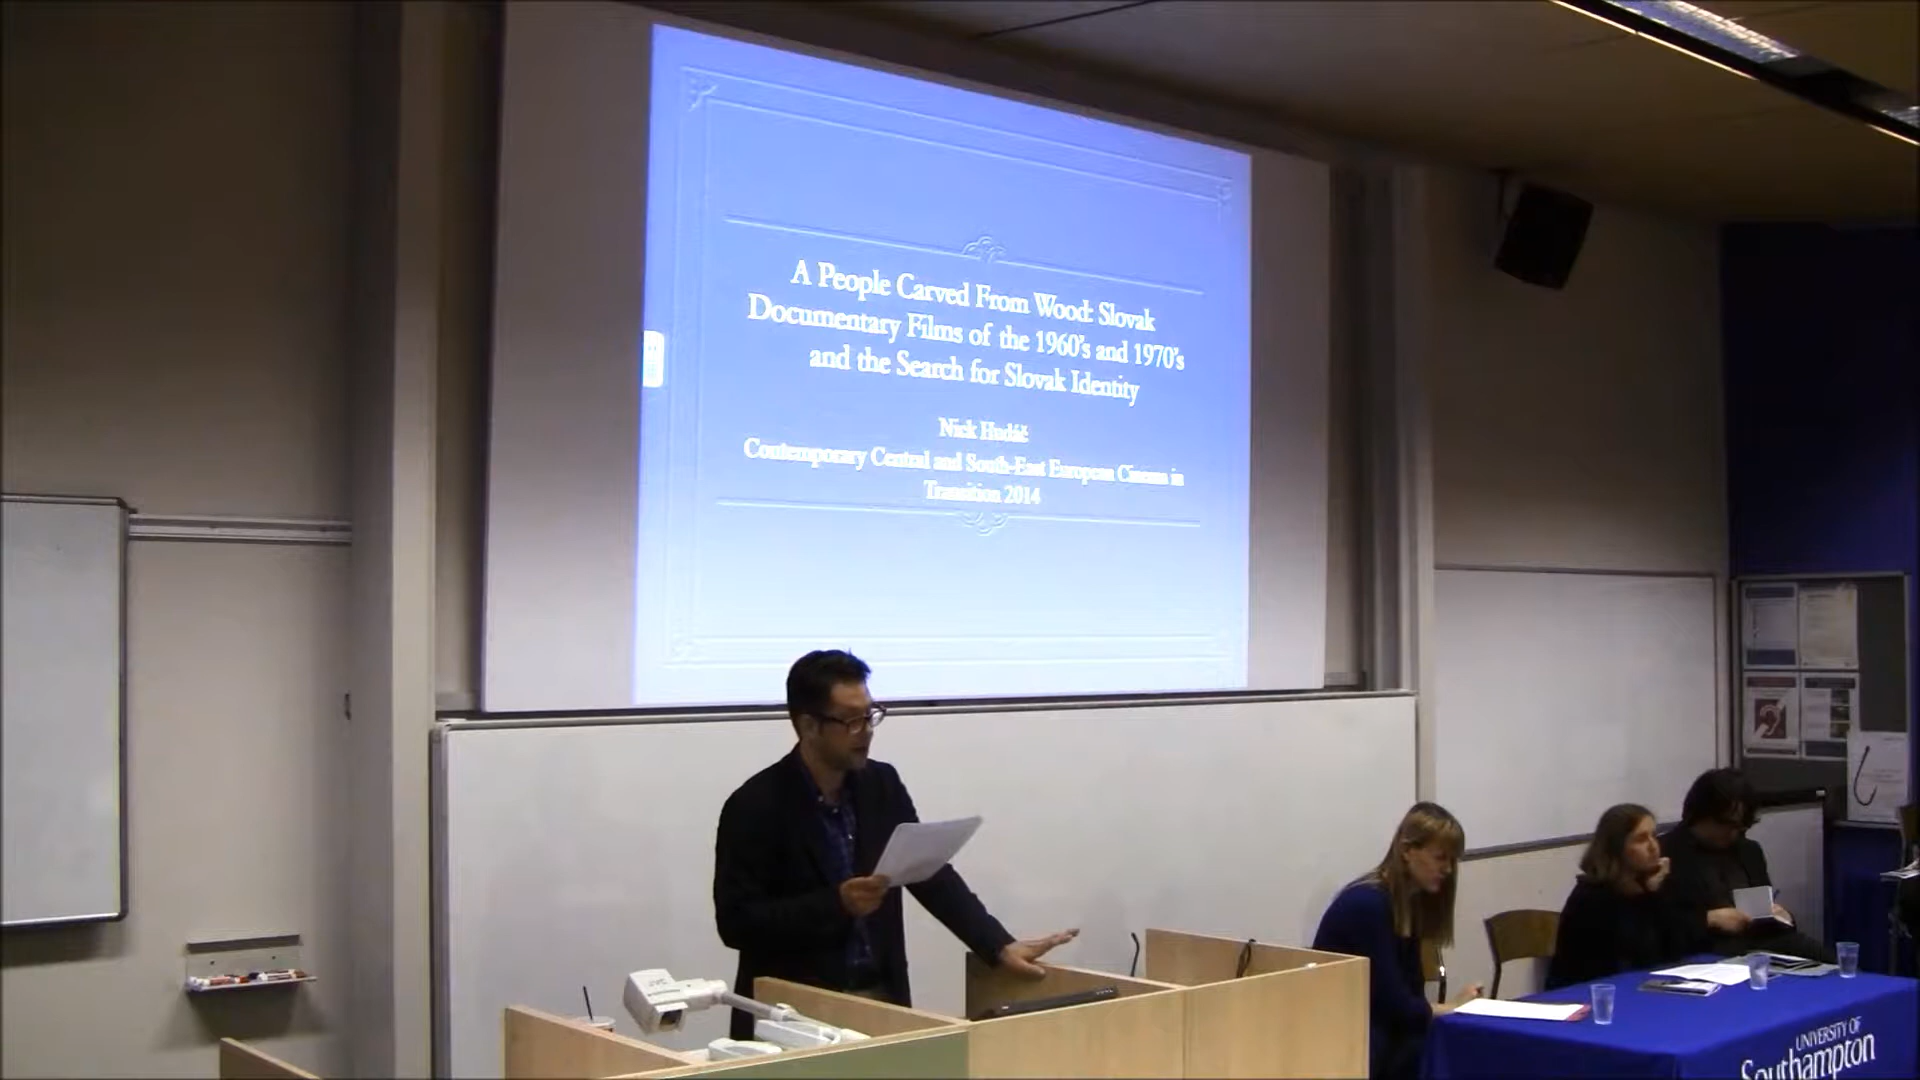 A People Carved From Wood: Slovak
Documentary Films of the 1960's and 1970's
and the Search for Slovak Identity
Nick Hudáč
Contemporary Central and South-East European Cinema in
Transition 2014
JVC
UNIVERSITY OF
Southampton